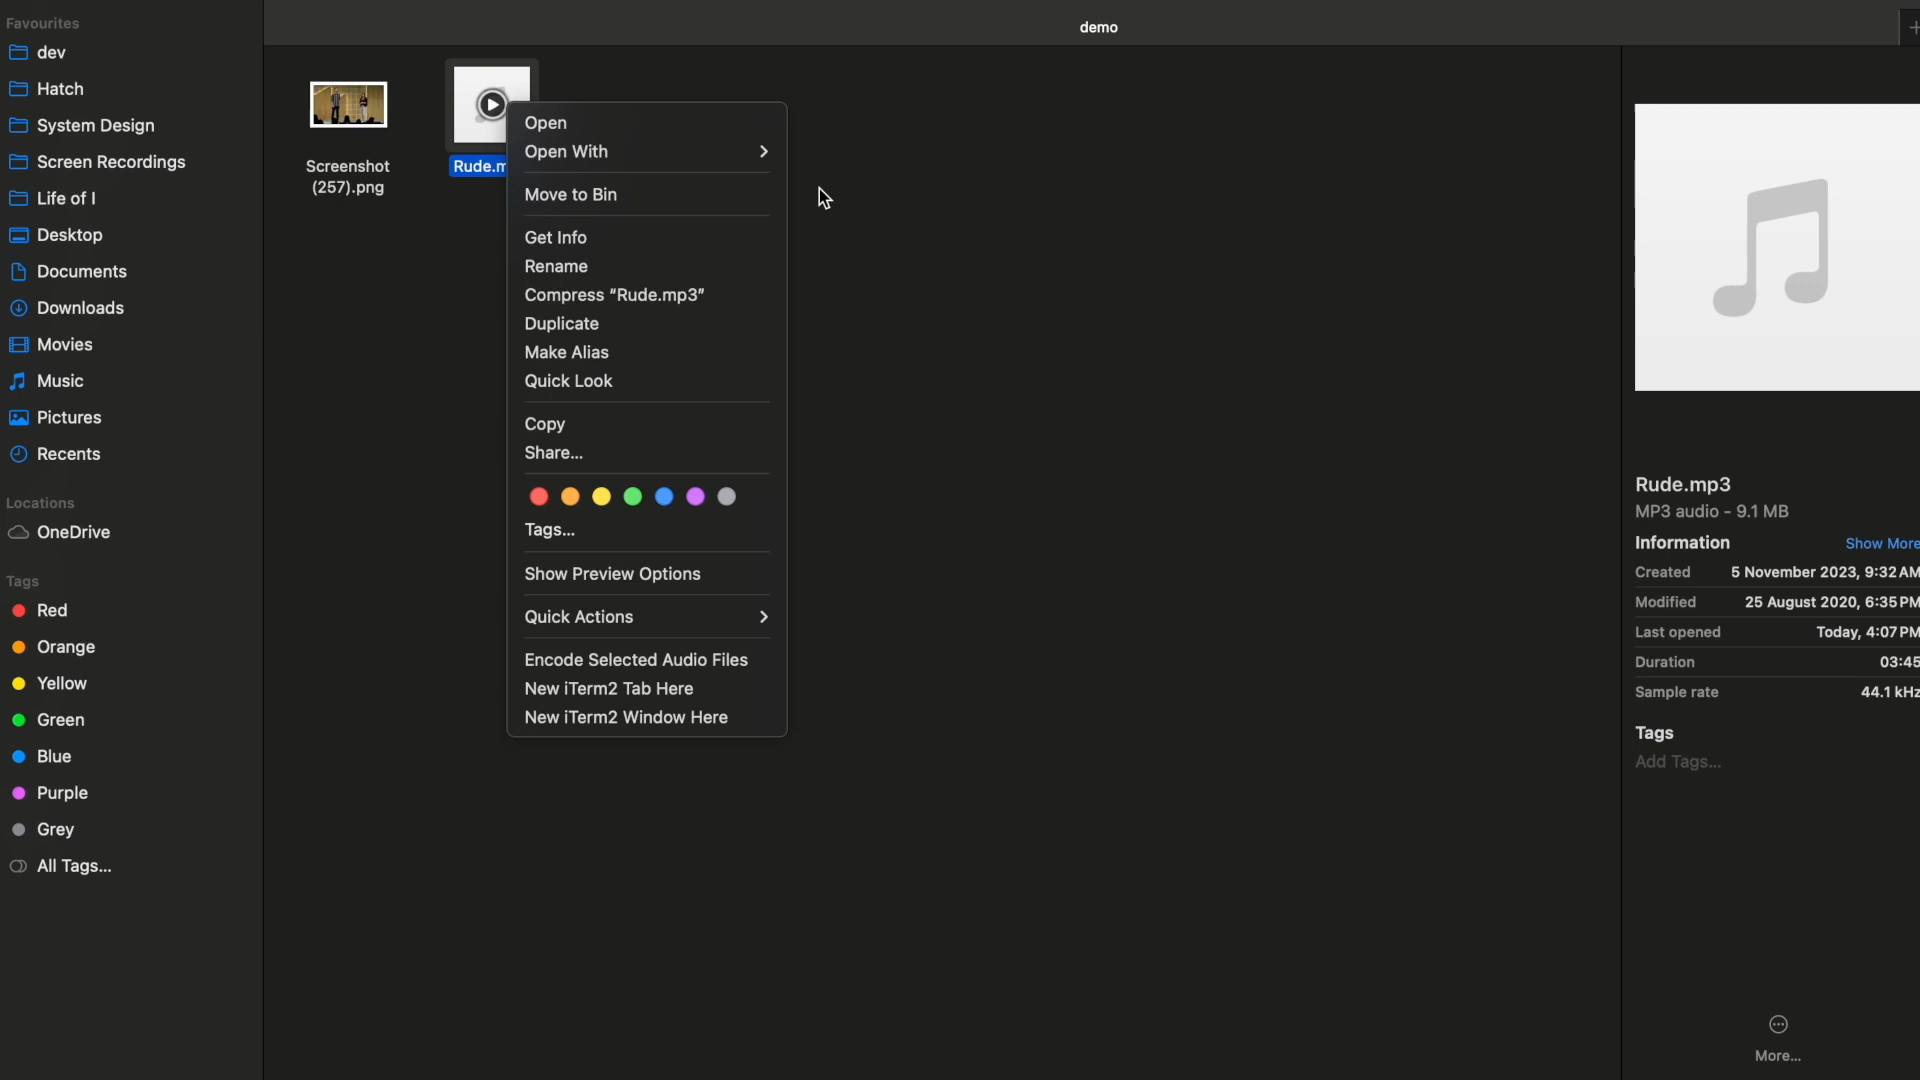 Favourites
dev
Hatch
System Design
Screen Recordings
Life of I
Desktop
Documents
Downloads
Movies
Music
Pictures
Recents
Locations
OneDrive
Tags
Red
Orange
Yellow
Green
Blue
Purple
Grey
All Tags...
demo
Screenshot
(257).png
Rude.m
Open
Open With
Move to Bin
Get Info
Rename
Compress “Rude.mp3”
Duplicate
Make Alias
Quick Look
Copy
Share...
Tags...
Show Preview Options
Quick Actions
Encode Selected Audio Files
New iTerm2 Tab Here
New iTerm2 Window Here
Rude.mp3
MP3 audio - 9.1 MB
Information Show More
Created 5 November 2023, 9:32 AM
Modified 25 August 2020, 6:35 PM
Last opened Today, 4:07 PM
Duration 03:45
Sample rate 44.1 kHz
Tags
Add Tags...
More...